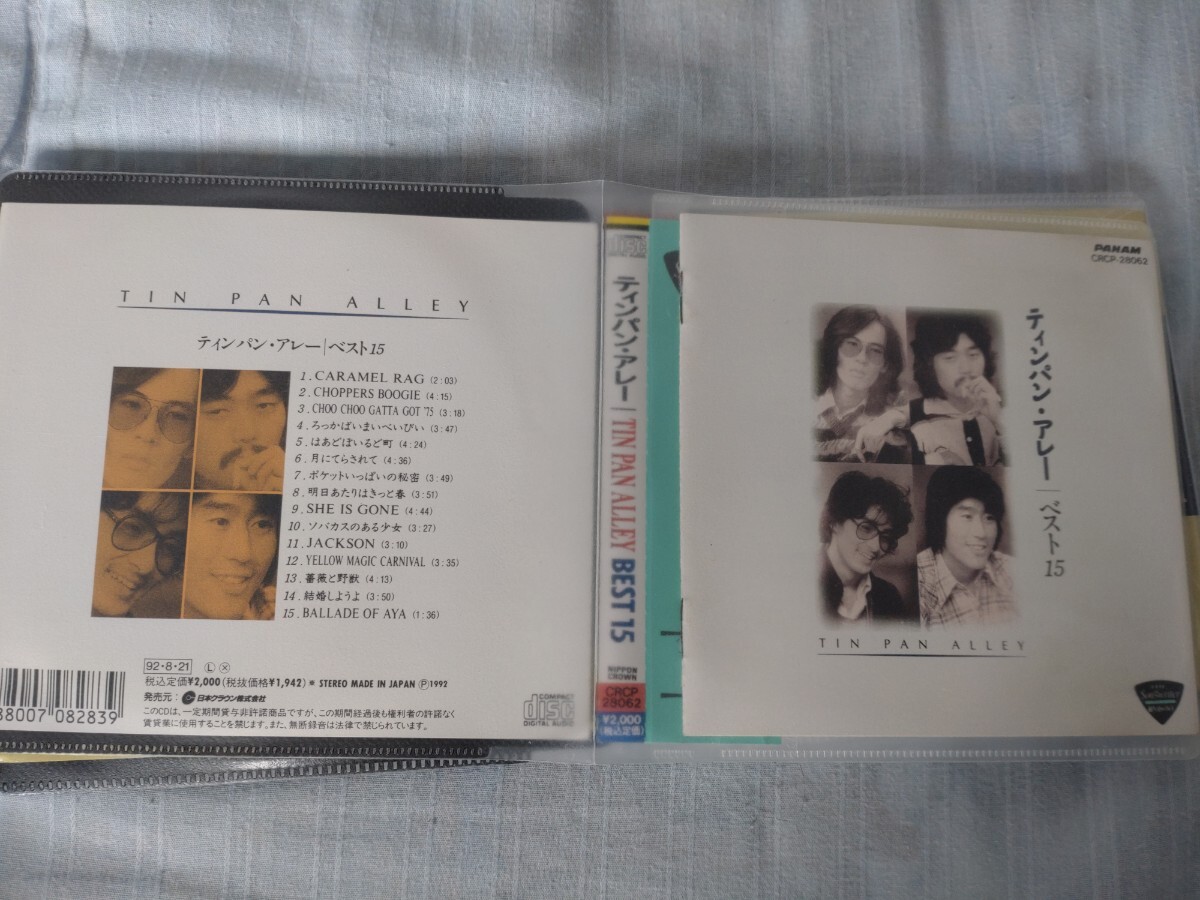 TIN PAN ALLEY
ティン パン・アレー|ベスト15
1. CARAMEL RAG (2:03)
2. CHOPPERS BOOGIE (4:15)
3. CHOO CHOO GATTA GOT '75 (3:18)
4. ろっかばいまいべいびい (3:47)
5. はあどぼいるど町 (4:24)
6. 月にてらされて (4:36)
7. ポケットいっぱいの秘密 (3:49)
8. 明日あたりはきっと春 (3:51)
9. SHE IS GONE (4:44)
10. ソバカスのある少女 (3:27)
11. JACKSON (3:10)
12. YELLOW MAGIC CARNIVAL (3:35)
13. 薔薇と野獣 (4:13)
14. 結婚しようよ (3:50)
15. BALLADE OF AYA (1:36)
92・8・21 Ⓛ ⓧ
税込定価¥2,000(税抜価格¥1,942) * STEREO MADE IN JAPAN Ⓟ1992
発売元: 日本クラウン株式会社
このCDは、一定期間貸与非許諾商品ですが、この期間経過後も権利者の許諾なく
賃貸業に使用することを禁じます。また、無断録音は法律で禁じられています。
88007 082839
COMPACT
disc
DIGITAL AUDIO
disc
ティンパン・アレー | TIN PAN ALLEY BEST 15
NIPPON
CROWN
CRCP
28062
¥2,000
(税込定価)
PANAM
CRCP-28062
ティンパン・アレー|ベスト15
TIN PAN ALLEY